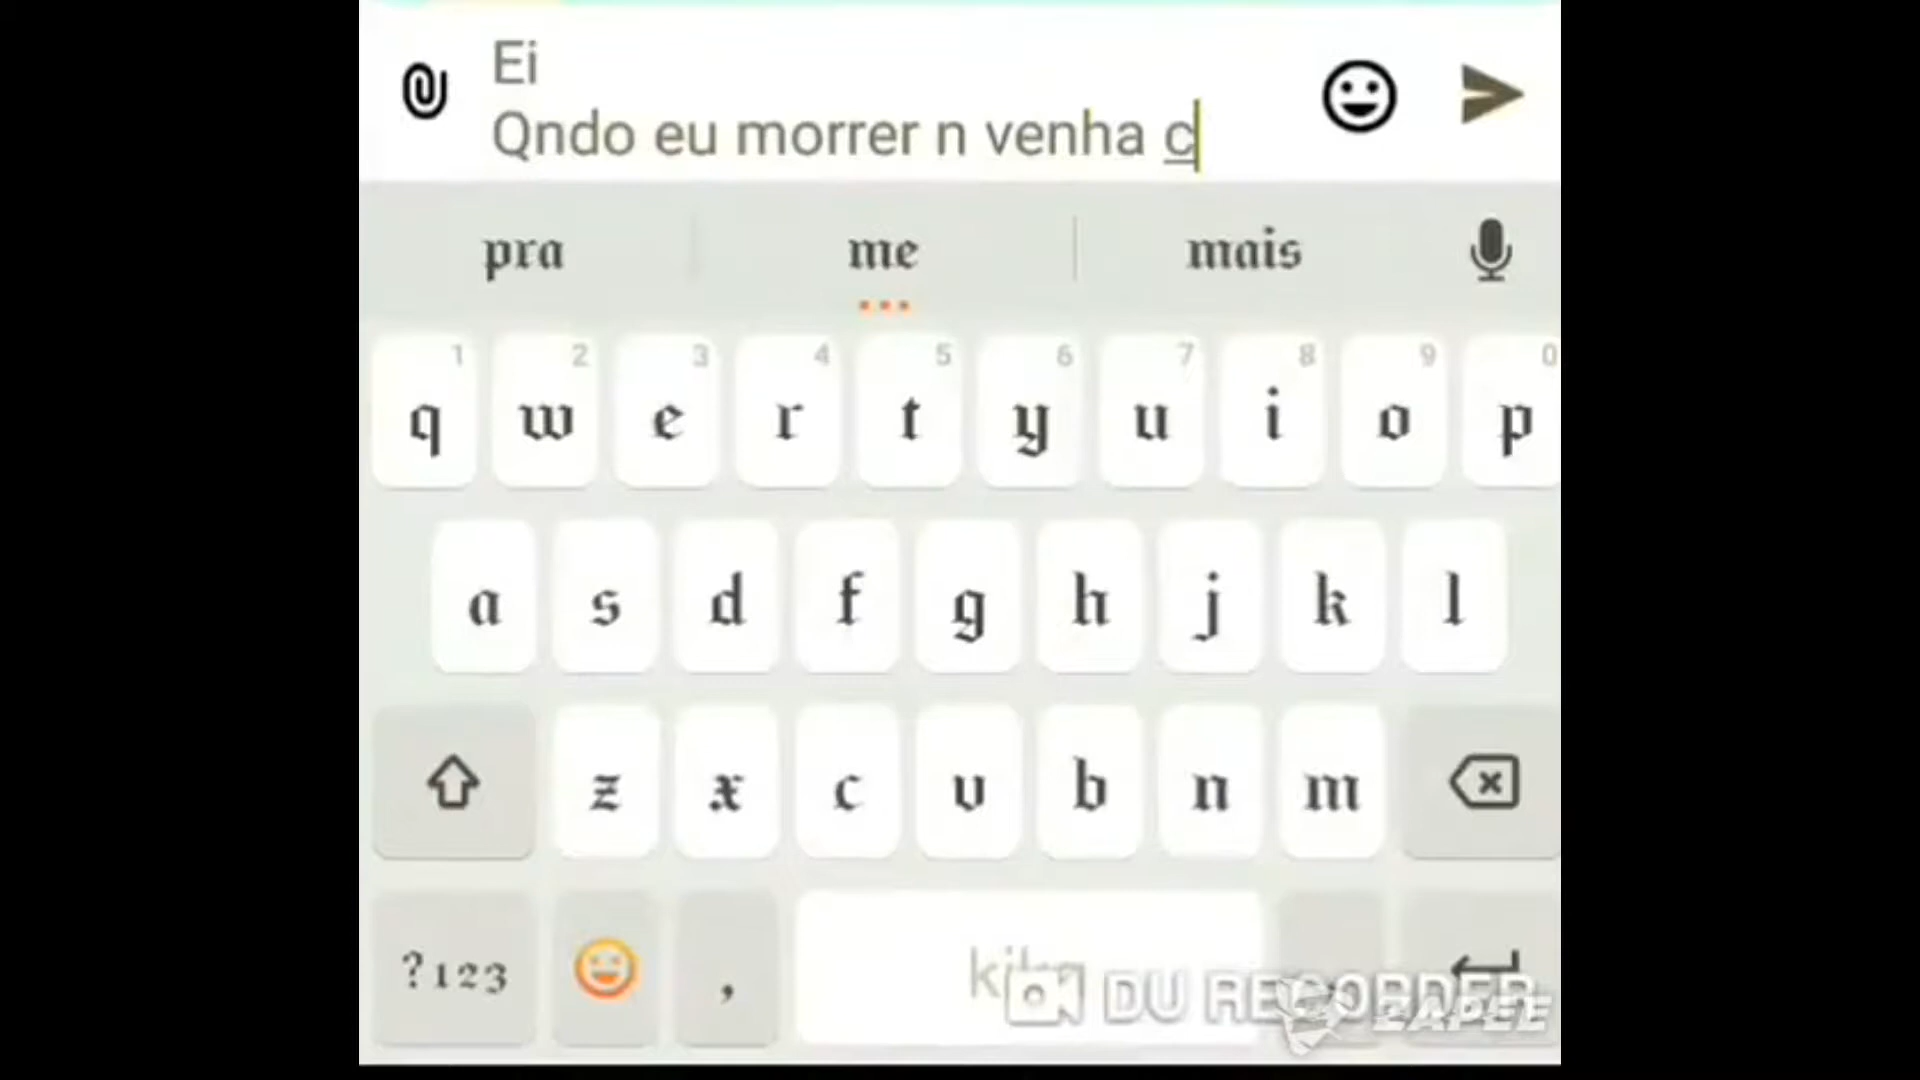 Ei
Qndo eu morrer n venha c
pra me mais
1 2 3 4 5 6 7 8 9 0
q w e r t y u i o p
a s d f g h j k l
z x c v b n m
?123 ,
DU RECORDER
ZAPEE